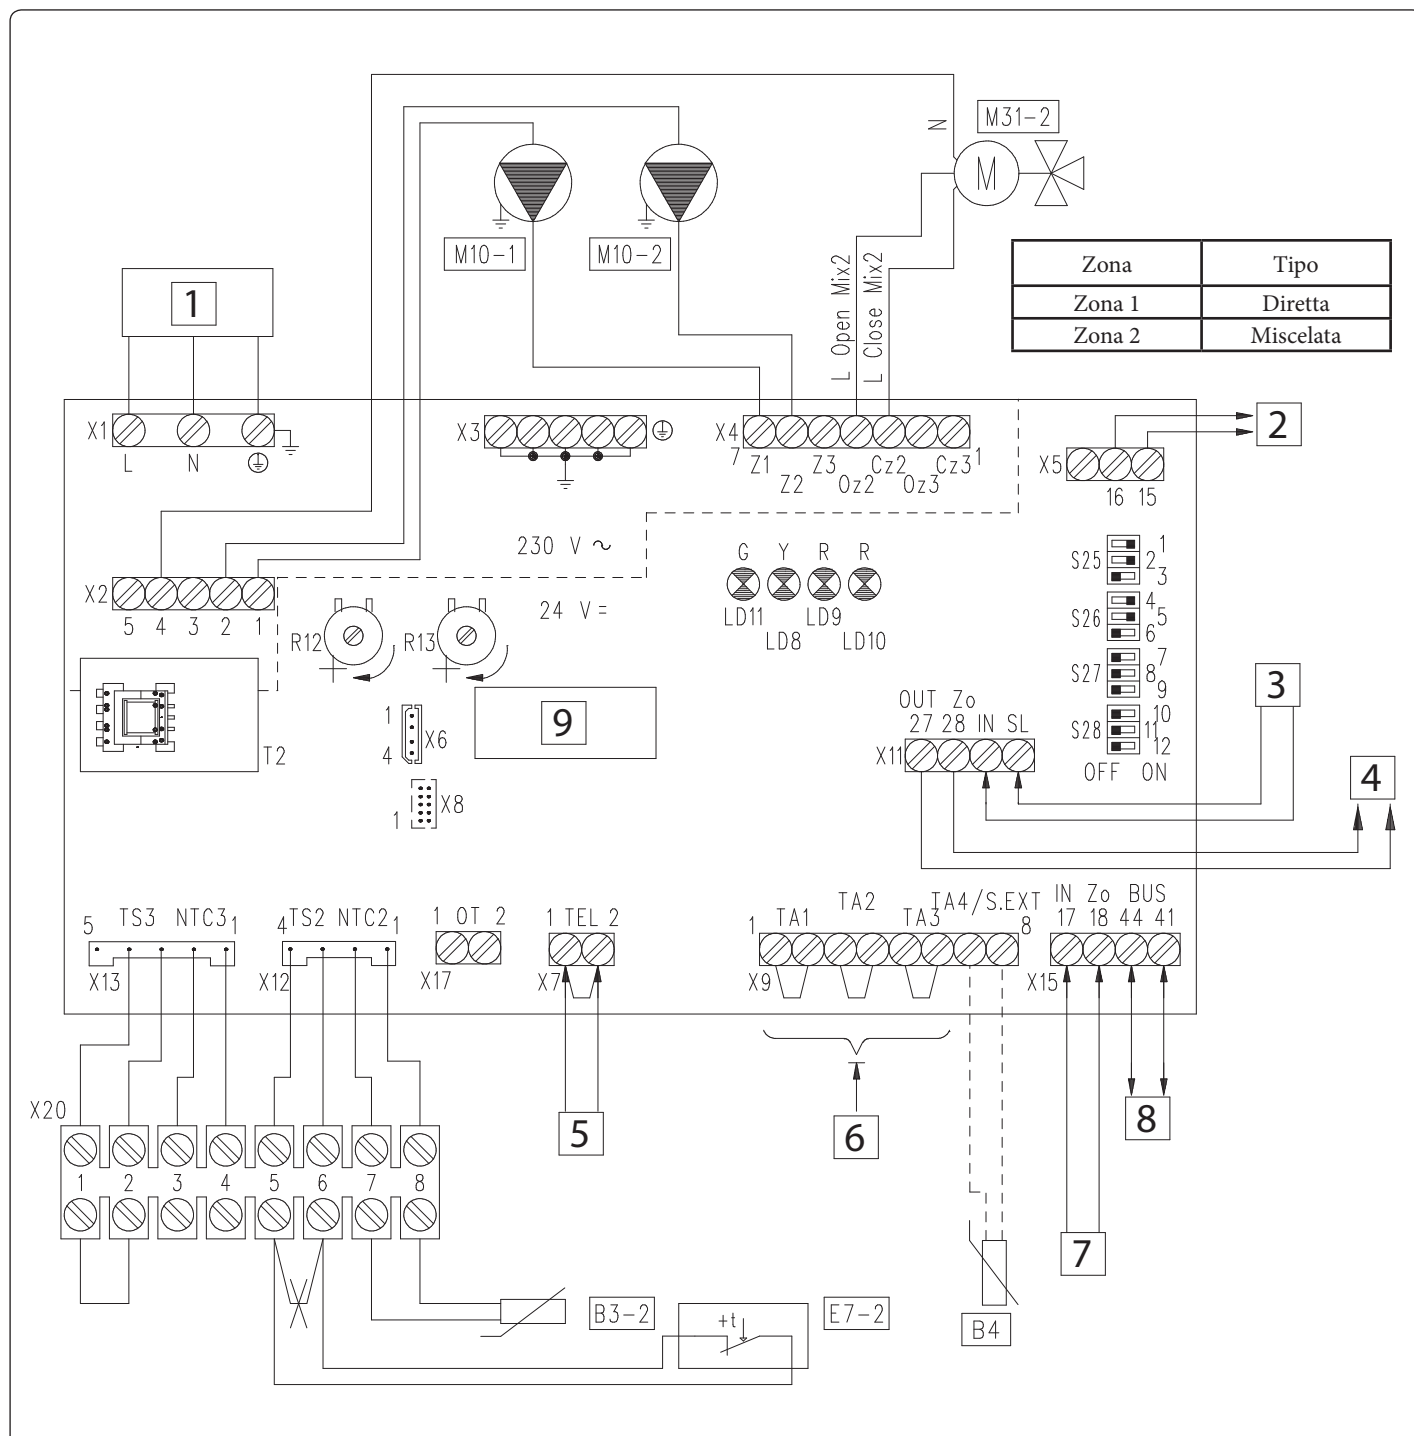 N
M31-2
M
M10-1
M10-2
L Open Mix2
L Close Mix2
Zona Tipo
Zona 1 Diretta
Zona 2 Miscelata
1
X1
L N
X3
X4
7 Z1 Z2 Z3 Oz2 Cz2 Oz3 Cz3 1
2
X5
16 15
230 V ~
24 V =
G Y R R
LD11 LD8 LD9 LD10
S25 1 2 3
S26 4 5 6
S27 7 8 9
S28 10 11 12
OFF ON
X2
5 4 3 2 1
R12
R13
T2
1
4 X6
1 X8
9
3
OUT Zo
27 28 IN SL
X11
4
5 TS3 NTC3 1
X13
4 TS2 NTC2 1
X12
1 OT 2
X17
1 TEL 2
X7
1 TA1 TA2 TA3 TA4/S.EXT 8
X9
IN Zo BUS
17 18 44 41
X15
X20
1 2 3 4 5 6 7 8
5
6
8
7
B3-2
+t
E7-2
B4